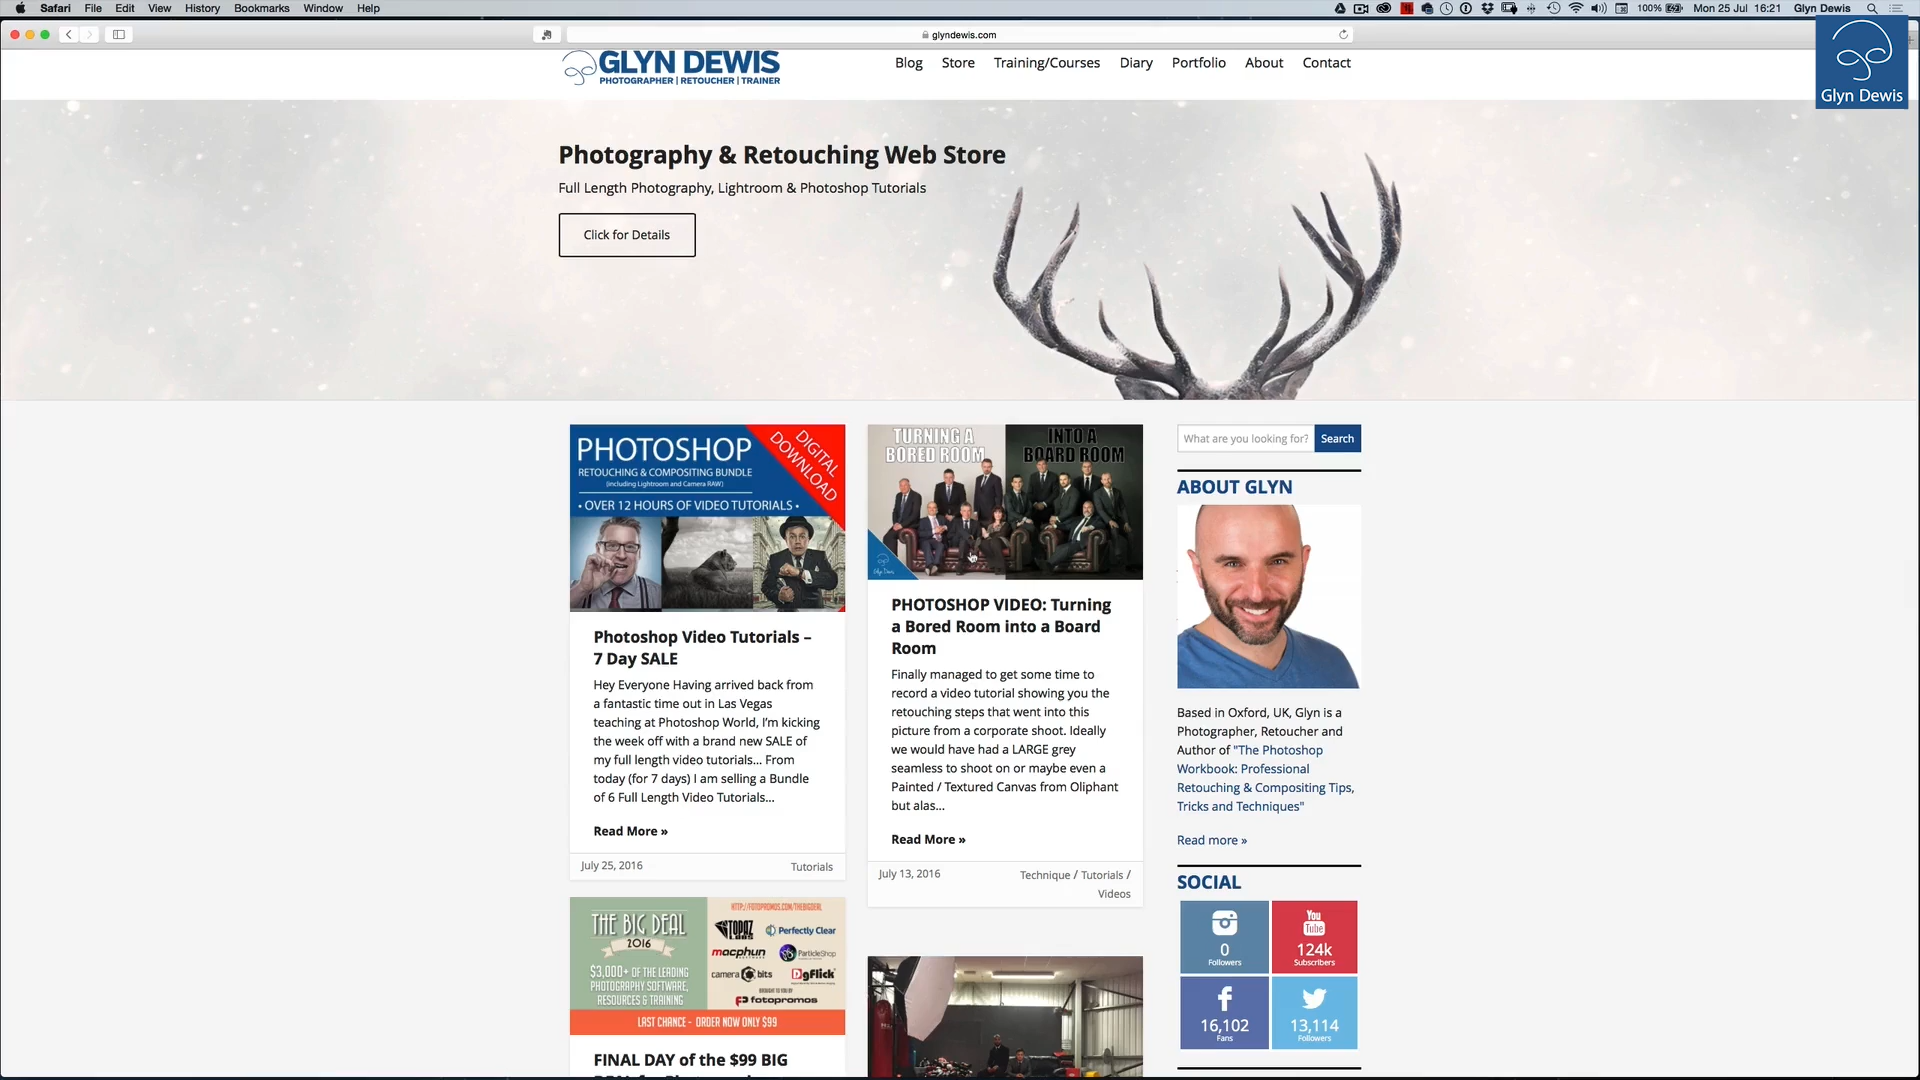 Safari File Edit View History Bookmarks Window Help
100% Mon 25 Jul 16:21 Glyn Dewis
glyndewis.com
GLYN DEWIS
PHOTOGRAPHER | RETOUCHER | TRAINER
Blog Store Training/Courses Diary Portfolio About Contact
Glyn Dewis
Photography & Retouching Web Store
Full Length Photography, Lightroom & Photoshop Tutorials
Click for Details
PHOTOSHOP
RETOUCHING & COMPOSITING BUNDLE
(including Lightroom and Camera RAW)
• OVER 12 HOURS OF VIDEO TUTORIALS •
DIGITAL
DOWNLOAD
Photoshop Video Tutorials –
7 Day SALE
Hey Everyone Having arrived back from
a fantastic time out in Las Vegas
teaching at Photoshop World, I'm kicking
the week off with a brand new SALE of
my full length video tutorials... From
today (for 7 days) I am selling a Bundle
of 6 Full Length Video Tutorials...
Read More »
July 25, 2016 Tutorials
THE BIG DEAL
2016
$3,000+ OF THE LEADING
PHOTOGRAPHY SOFTWARE,
RESOURCES & TRAINING
HTTP://FOTOPROMOS.COM/THEBIGDEAL
TOPAZ
LABS
Perfectly Clear
macphun
ParticleShop
camera bits
DgFlick
BROUGHT TO YOU BY
fotopromos
LAST CHANCE - ORDER NOW ONLY $99
FINAL DAY of the $99 BIG
TURNING A
BORED ROOM
INTO A
BOARD ROOM
Glyn Dewis
PHOTOSHOP VIDEO: Turning
a Bored Room into a Board
Room
Finally managed to get some time to
record a video tutorial showing you the
retouching steps that went into this
picture from a corporate shoot. Ideally
we would have had a LARGE grey
seamless to shoot on or maybe even a
Painted / Textured Canvas from Oliphant
but alas...
Read More »
July 13, 2016 Technique / Tutorials /
Videos
What are you looking for? Search
ABOUT GLYN
Based in Oxford, UK, Glyn is a
Photographer, Retoucher and
Author of "The Photoshop
Workbook: Professional
Retouching & Compositing Tips,
Tricks and Techniques"
Read more »
SOCIAL
0
Followers
You
Tube
124k
Subscribers
16,102
Fans
13,114
Followers